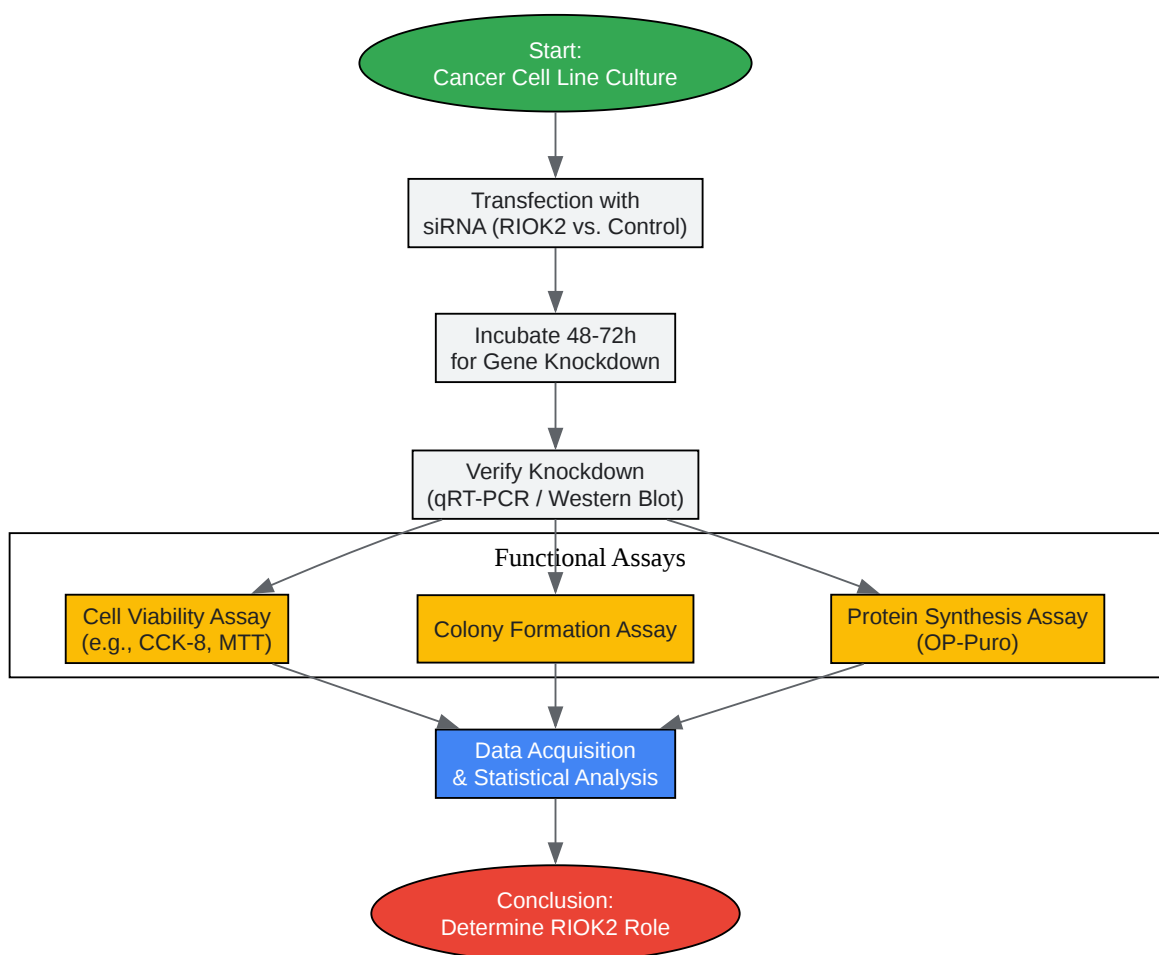 Start:
Cancer Cell Line Culture
Transfection with
siRNA (RIOK2 vs. Control)
Incubate 48-72h
for Gene Knockdown
Verify Knockdown
(qRT-PCR / Western Blot)
Functional Assays
Cell Viability Assay
(e.g., CCK-8, MTT)
Colony Formation Assay
Protein Synthesis Assay
(OP-Puro)
Data Acquisition
& Statistical Analysis
Conclusion:
Determine RIOK2 Role